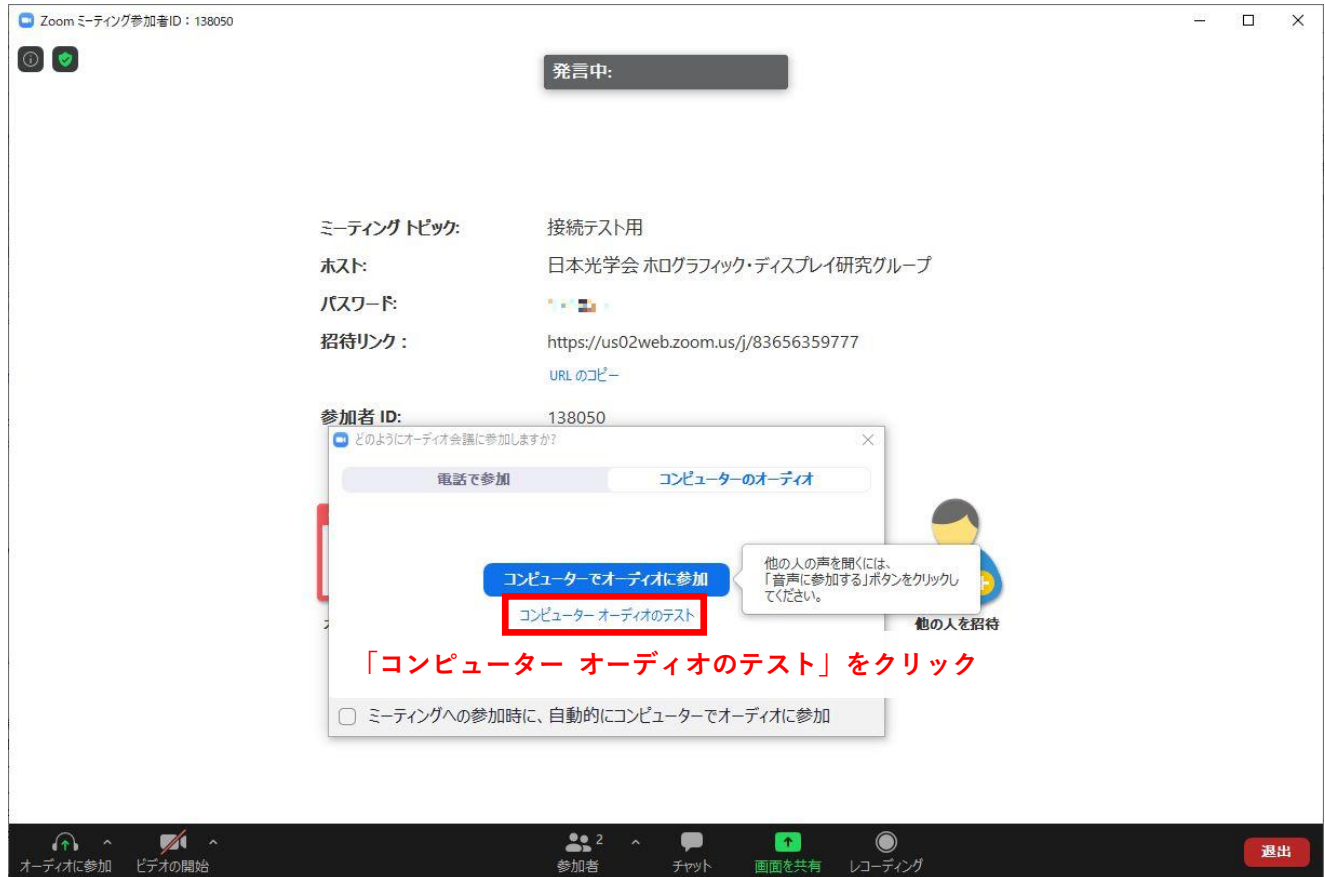 Zoom ミーティング参加者ID：138050
発言中:
ミーティング トピック: 接続テスト用
ホスト: 日本光学会 ホログラフィック・ディスプレイ研究グループ
パスワード:
招待リンク： https://us02web.zoom.us/j/83656359777
URL のコピー
参加者 ID: 138050
どのようにオーディオ会議に参加しますか?
電話で参加 コンピューターのオーディオ
コンピューターでオーディオに参加
他の人の声を聞くには、
「音声に参加する」ボタンをクリックし
てください。
コンピューター オーディオのテスト
他の人を招待
「コンピューター オーディオのテスト」をクリック
ミーティングへの参加時に、自動的にコンピューターでオーディオに参加
オーディオに参加 ビデオの開始 参加者 2 チャット 画面を共有 レコーディング 退出